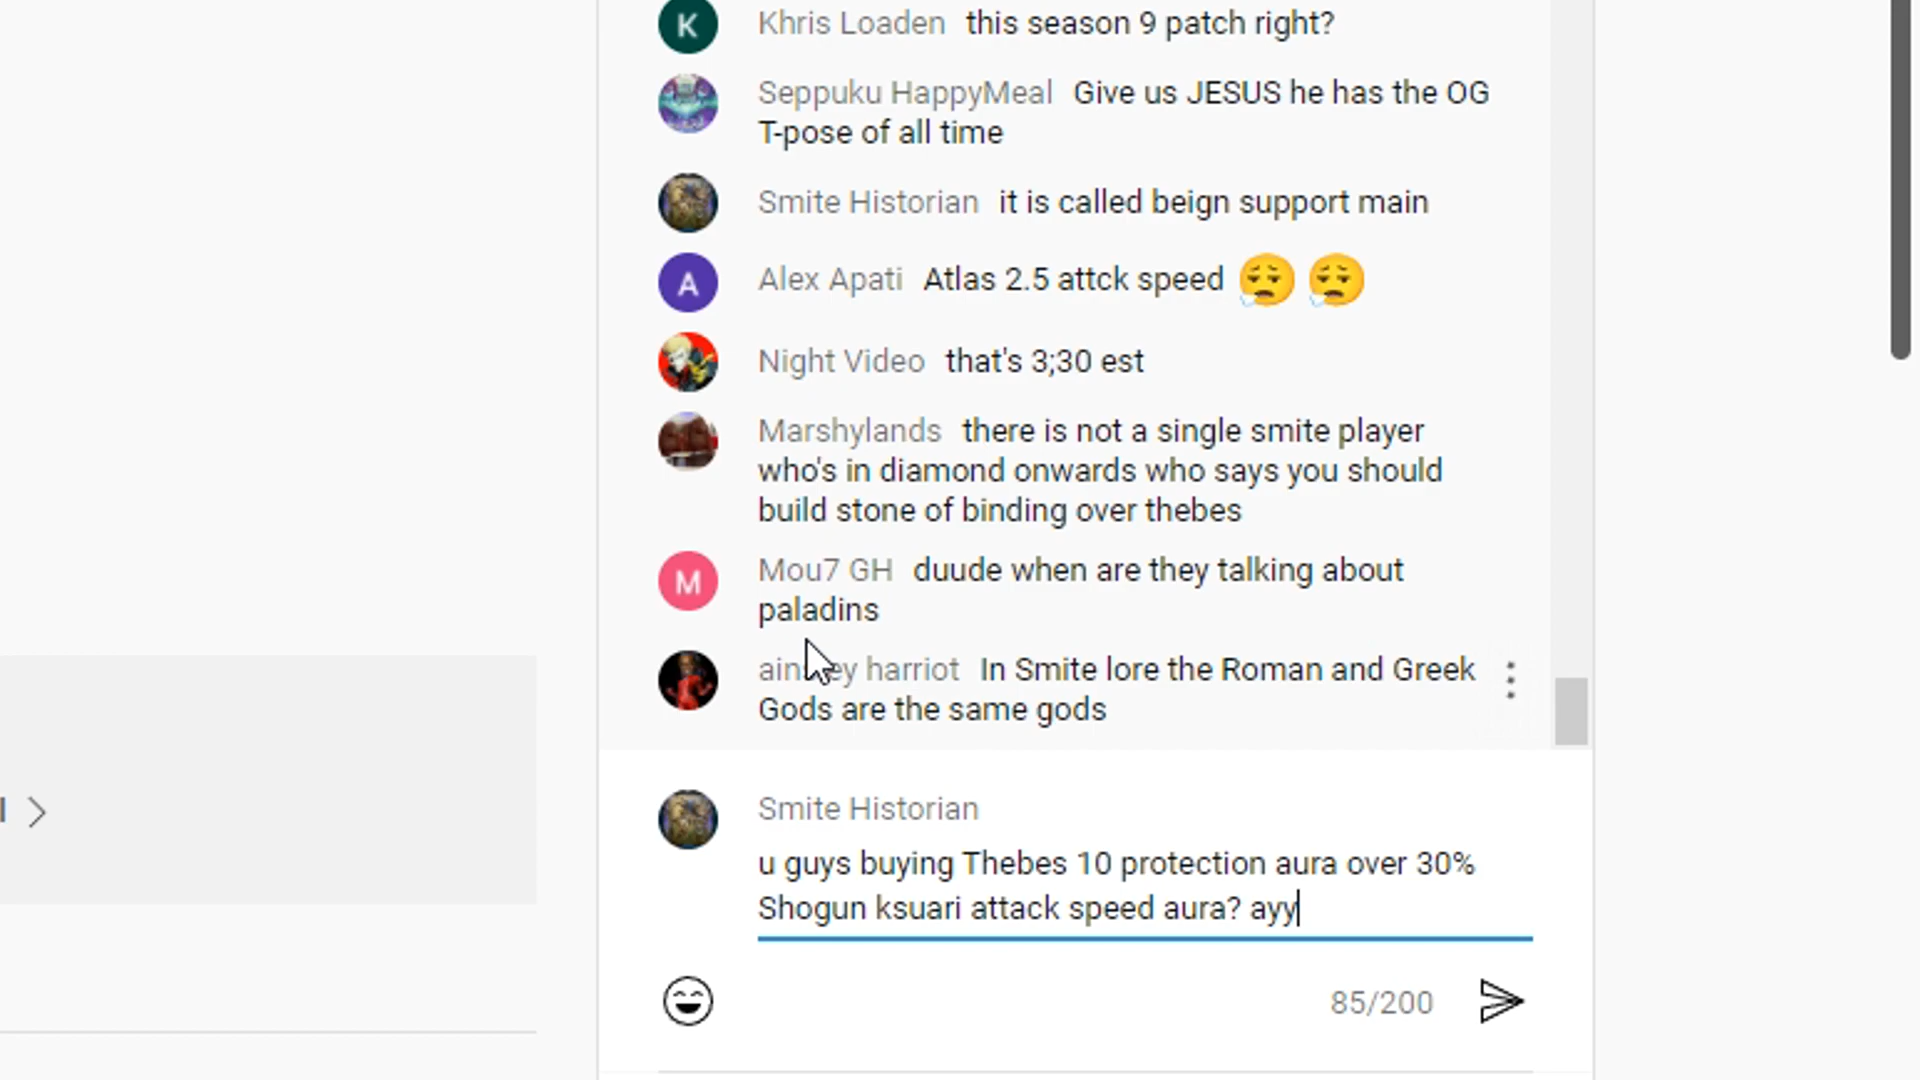 K
Khris Loaden this season 9 patch right?
Seppuku HappyMeal Give us JESUS he has the OG
T-pose of all time
Smite Historian it is called beign support main
A
Alex Apati Atlas 2.5 attck speed 😮‍💨 😮‍💨
Night Video that's 3;30 est
Marshylands there is not a single smite player
who's in diamond onwards who says you should
build stone of binding over thebes
M
Mou7 GH duude when are they talking about
paladins
harriot In Smite lore the Roman and Greek
Gods are the same gods
Smite Historian
u guys buying Thebes 10 protection aura over 30%
Shogun ksuari attack speed aura? ayy
85/200